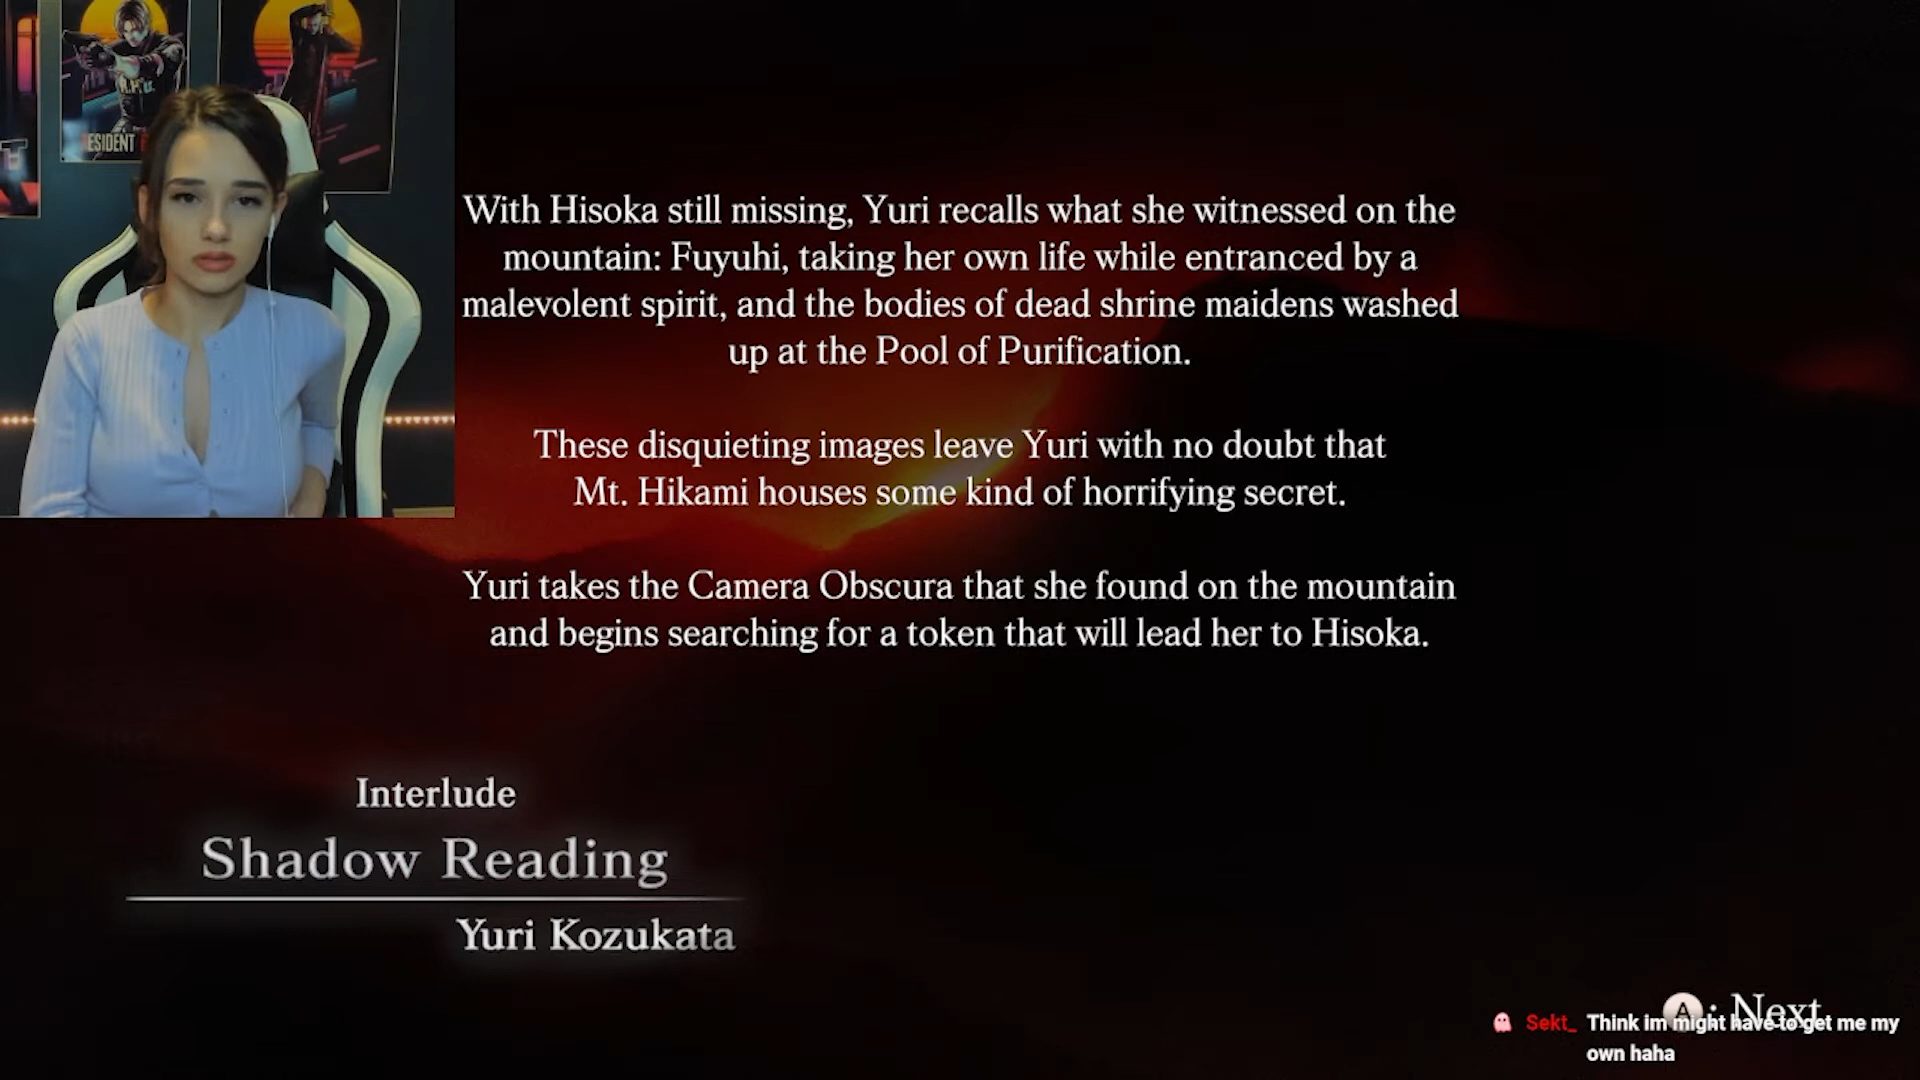 R.P.D.
ESIDENT
T
With Hisoka still missing, Yuri recalls what she witnessed on the
mountain: Fuyuhi, taking her own life while entranced by a
malevolent spirit, and the bodies of dead shrine maidens washed
up at the Pool of Purification.
These disquieting images leave Yuri with no doubt that
Mt. Hikami houses some kind of horrifying secret.
Yuri takes the Camera Obscura that she found on the mountain
and begins searching for a token that will lead her to Hisoka.
Interlude
Shadow Reading
Yuri Kozukata
A : Next
Sekt_ Think im might have to get me my
own haha